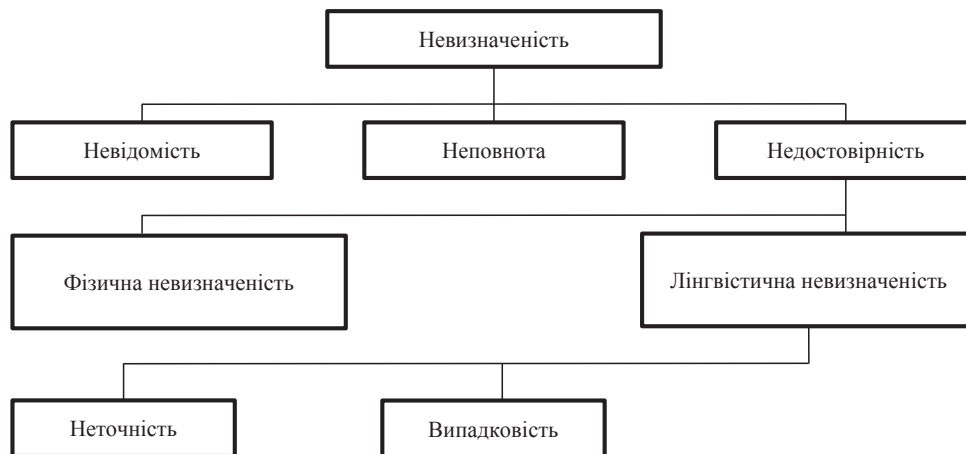 Невизначеність
Невідомість
Неповнота
Недостовірність
Фізична невизначеність
Лінгвістична невизначеність
Неточність
Випадковість